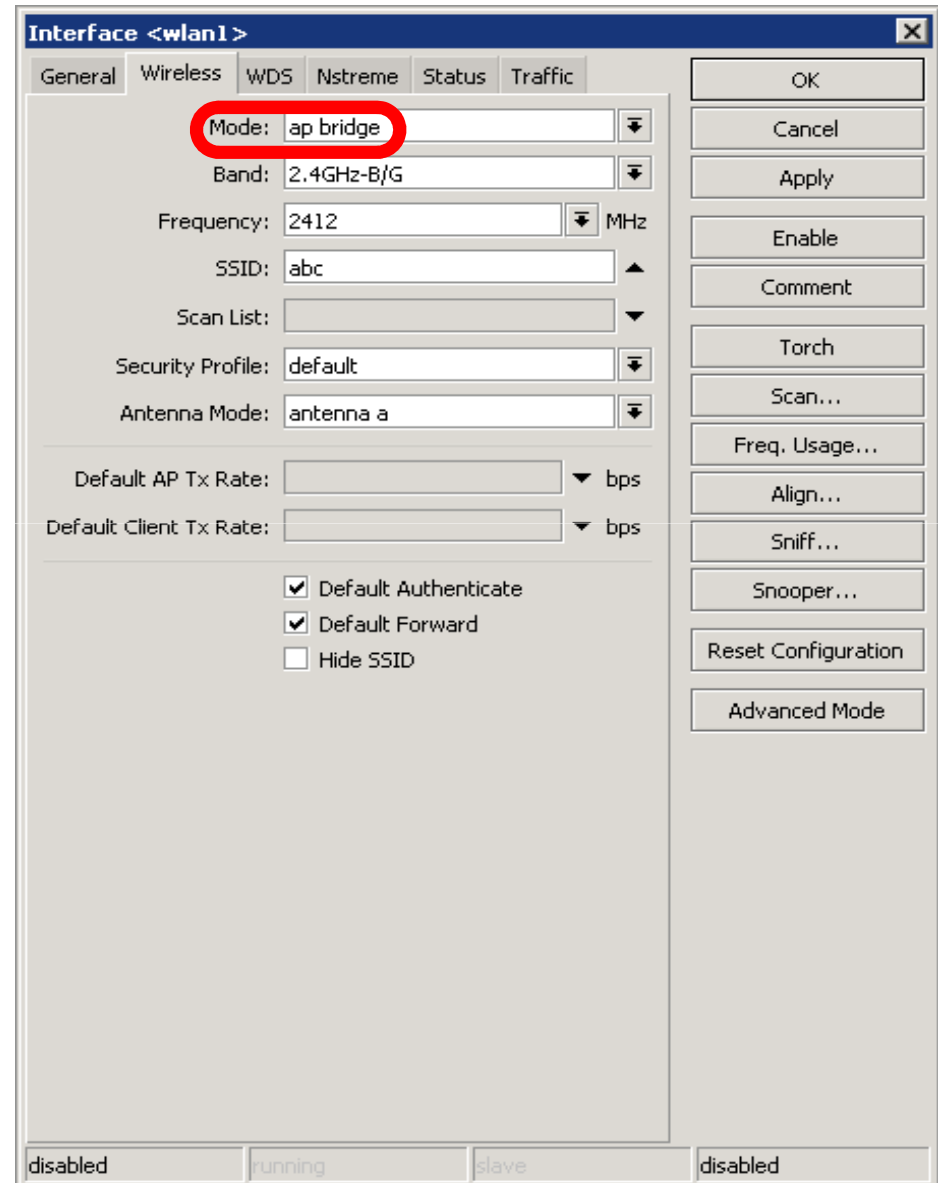 Interface <wlan1>
General Wireless WDS Nstreme Status Traffic
Mode: ap bridge
Band: 2.4GHz-B/G
Frequency: 2412 MHz
SSID: abc
Scan List:
Security Profile: default
Antenna Mode: antenna a
Default AP Tx Rate: bps
Default Client Tx Rate: bps
Default Authenticate
Default Forward
Hide SSID
OK
Cancel
Apply
Enable
Comment
Torch
Scan...
Freq. Usage...
Align...
Sniff...
Snooper...
Reset Configuration
Advanced Mode
disabled running slave disabled